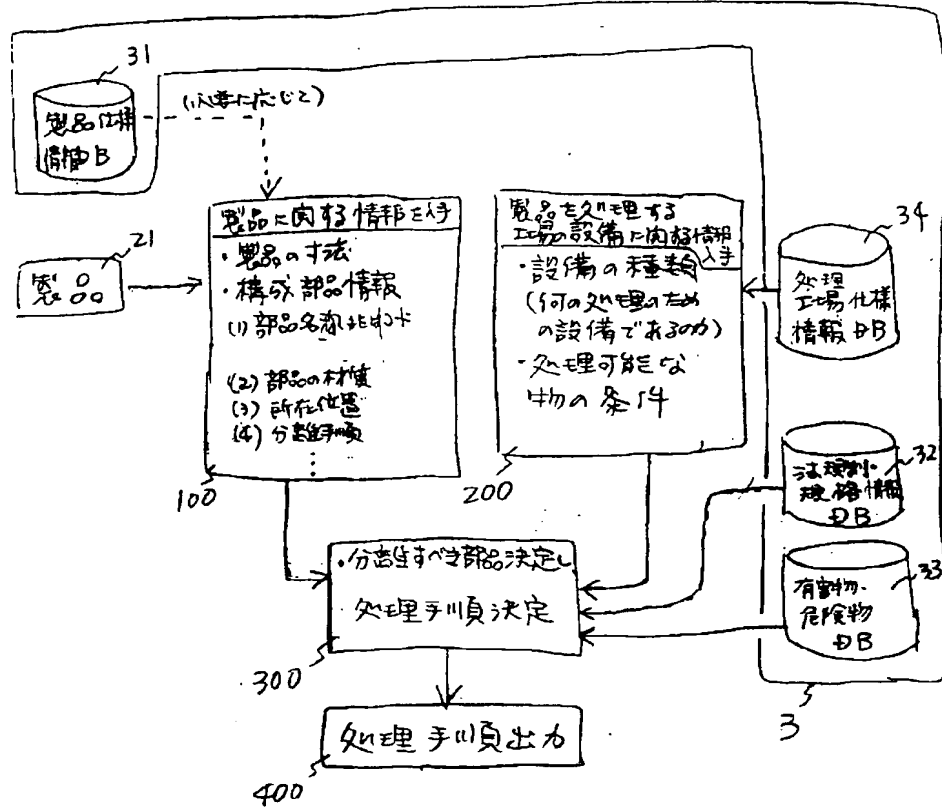 31
製品仕様
情報DB
(必要に応じて)
21
製品
製品に関する情報を入手
・製品の寸法
・構成部品情報
(1)部品名称
(2)部品の材質
(3)所在位置
(4)分離手順
⋮
100
製品を処理する
工場の設備に関する情報
入手
・設備の種類
(何の処理のため
の設備であるのか)
・処理可能な
物の条件
200
34
処理
工場仕様
情報DB
32
法規制・
規格情報
DB
33
有害物・
危険物
DB
3
・分離すべき部品決定し
処理手順決定
300
処理手順出力
400